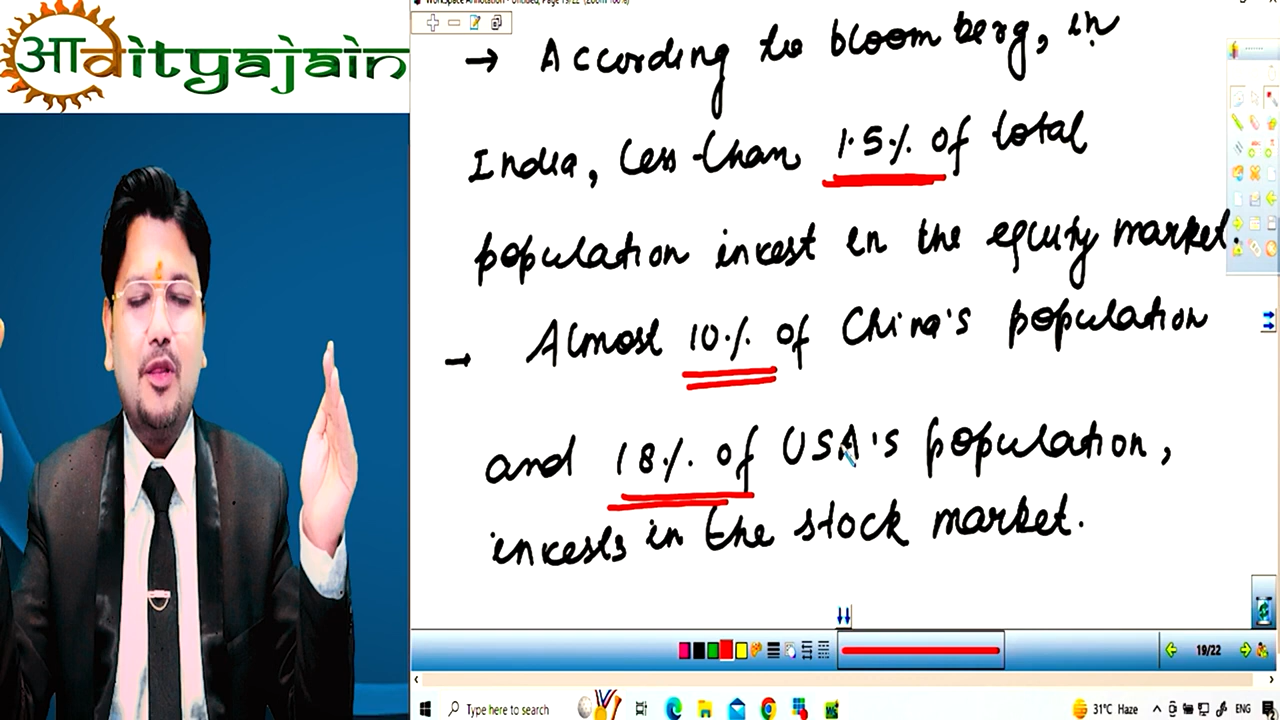 आdityajain
→ According to bloomberg, in
India, less than 1.5% of total
population invest in the equity market.
→ Almost 10% of China's population
and 18% of USA's population,
invests in the stock market.
19/22
Type here to search
31°C Haze
ENG